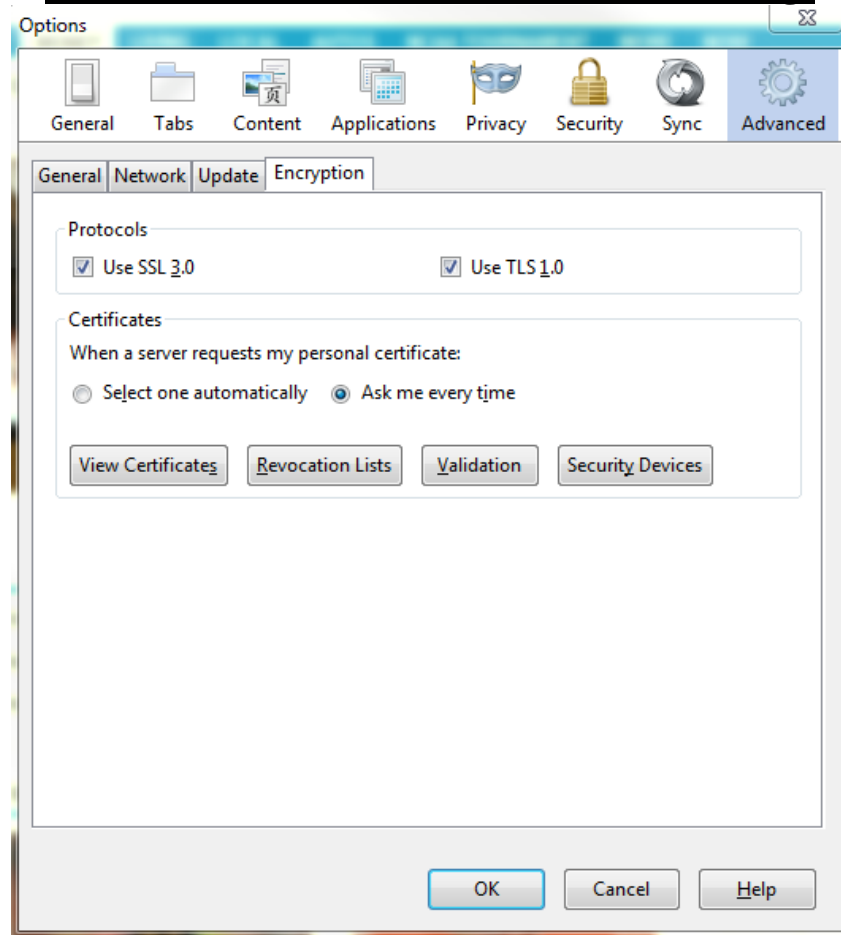 Options
General Tabs Content Applications Privacy Security Sync Advanced
General Network Update Encryption
Protocols
Use SSL 3.0 Use TLS 1.0
Certificates
When a server requests my personal certificate:
Select one automatically Ask me every time
View Certificates Revocation Lists Validation Security Devices
OK Cancel Help